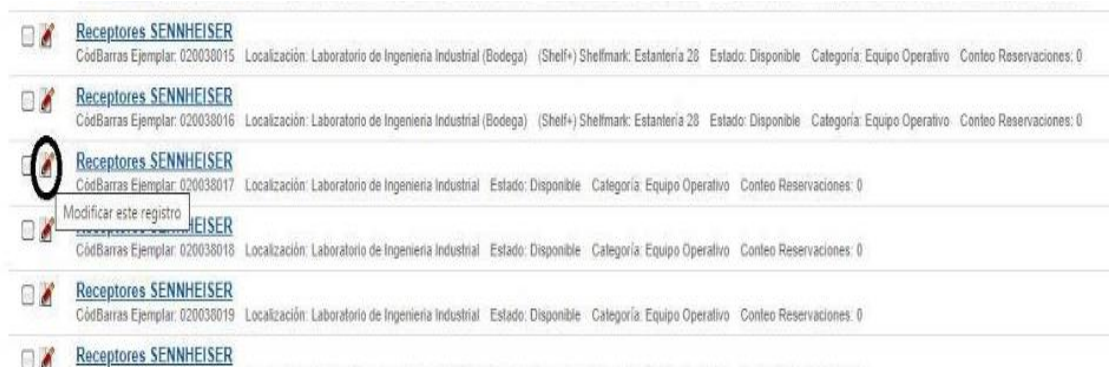 Receptores SENNHEISER
CódBarras Ejemplar: 020038015 Localización: Laboratorio de Ingenieria Industrial (Bodega) (Shelf+) Shelfmark: Estantería 28 Estado: Disponible Categoría: Equipo Operativo Conteo Reservaciones: 0
Receptores SENNHEISER
CódBarras Ejemplar: 020038016 Localización: Laboratorio de Ingenieria Industrial (Bodega) (Shelf+) Shelfmark: Estantería 28 Estado: Disponible Categoría: Equipo Operativo Conteo Reservaciones: 0
Receptores SENNHEISER
CódBarras Ejemplar: 020038017 Localización: Laboratorio de Ingenieria Industrial Estado: Disponible Categoría: Equipo Operativo Conteo Reservaciones: 0
Modificar este registro
CódBarras Ejemplar: 020038018 Localización: Laboratorio de Ingenieria Industrial Estado: Disponible Categoría: Equipo Operativo Conteo Reservaciones: 0
Receptores SENNHEISER
CódBarras Ejemplar: 020038019 Localización: Laboratorio de Ingenieria Industrial Estado: Disponible Categoría: Equipo Operativo Conteo Reservaciones: 0
Receptores SENNHEISER